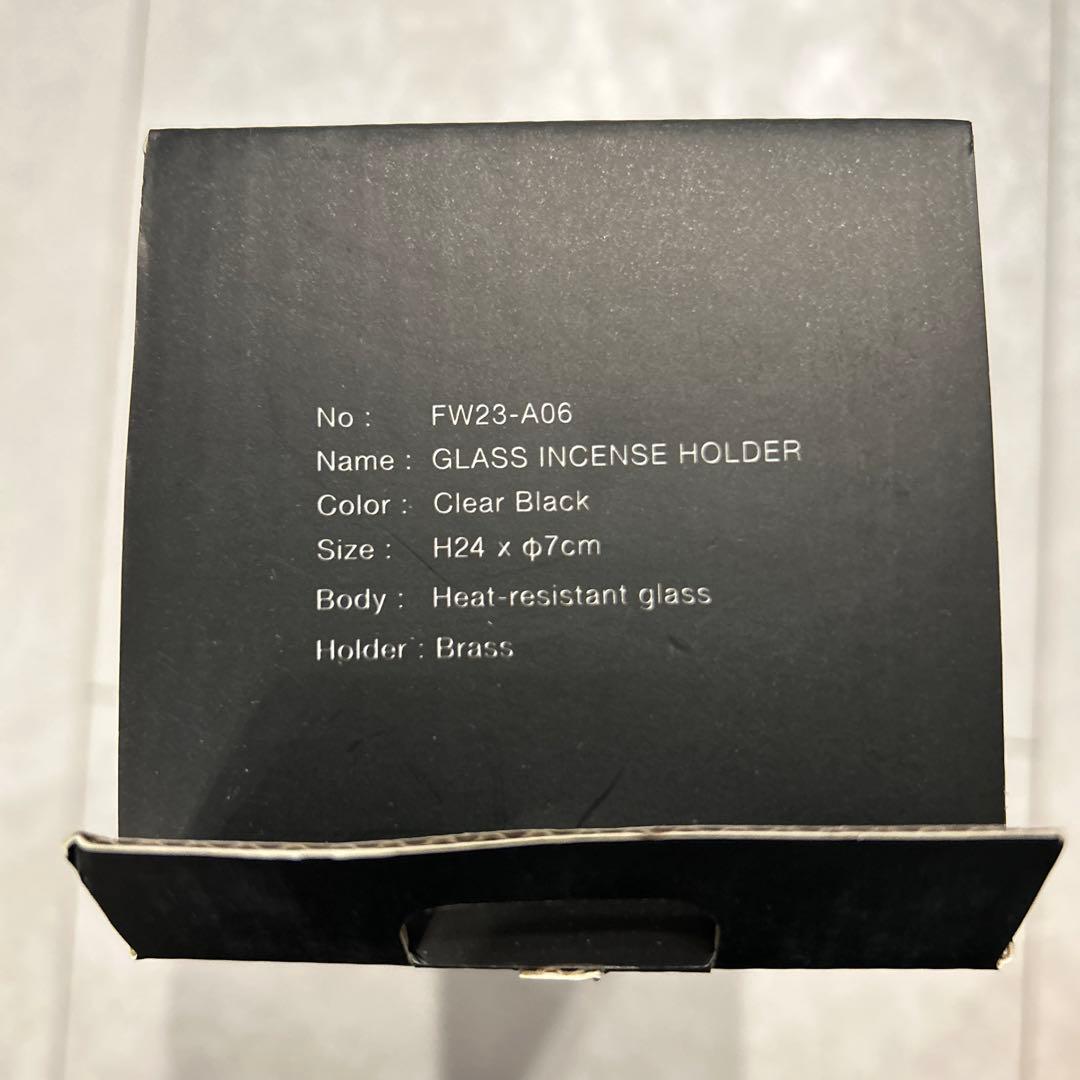 No : FW23-A06
Name : GLASS INCENSE HOLDER
Color : Clear Black
Size : H24 x φ7cm
Body : Heat-resistant glass
Holder : Brass